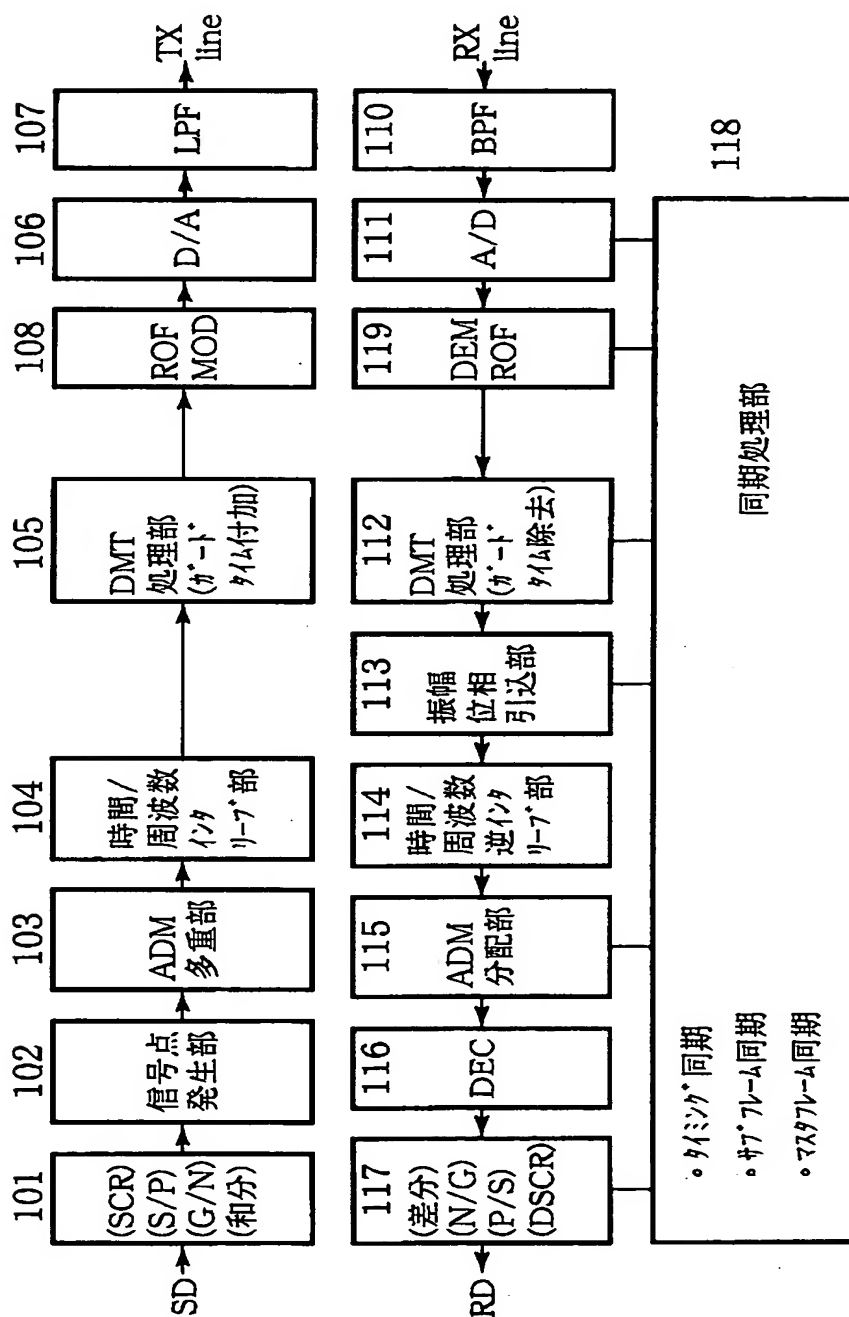 SD
101
(SCR)
(S/P)
(G/N)
(和分)
102
信号点
発生部
103
ADM
多重部
104
時間/
周波数
インタ
リーブ部
105
DMT
処理部
(ガード
タイム付加)
108
ROF
MOD
106
D/A
107
LPF
TX
line
RX
line
110
BPF
111
A/D
119
DEM
ROF
112
DMT
処理部
(ガード
タイム除去)
113
振幅
位相
引込部
114
時間/
周波数
逆インタ
リーブ部
115
ADM
分配部
116
DEC
117
(差分)
(N/G)
(P/S)
(DSCR)
RD
118
同期処理部
∘タイミング同期
∘サブフレーム同期
∘マスタフレーム同期